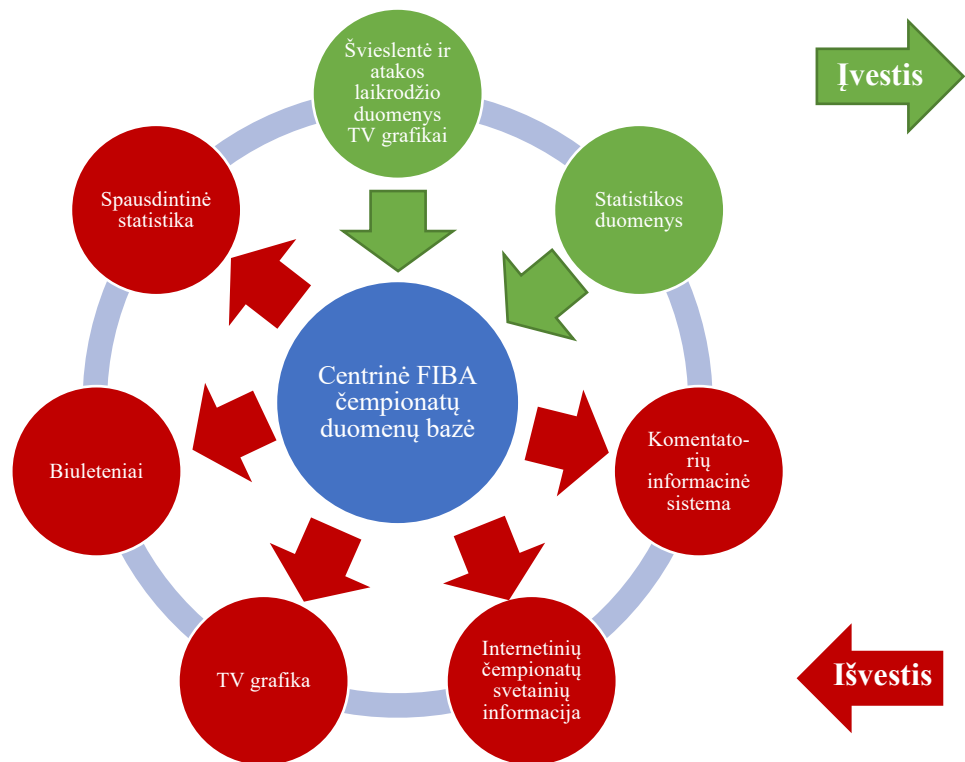 Švieslentė ir
atakos
laikrodžio
duomenys
TV grafikai
Įvestis
Spausdintinė
statistika
Statistikos
duomenys
Centrinė FIBA
čempionatų
duomenų bazė
Biuleteniai
Komentato-
rių
informacinė
sistema
TV grafika
Internetinių
čempionatų
svetainių
informacija
Išvestis